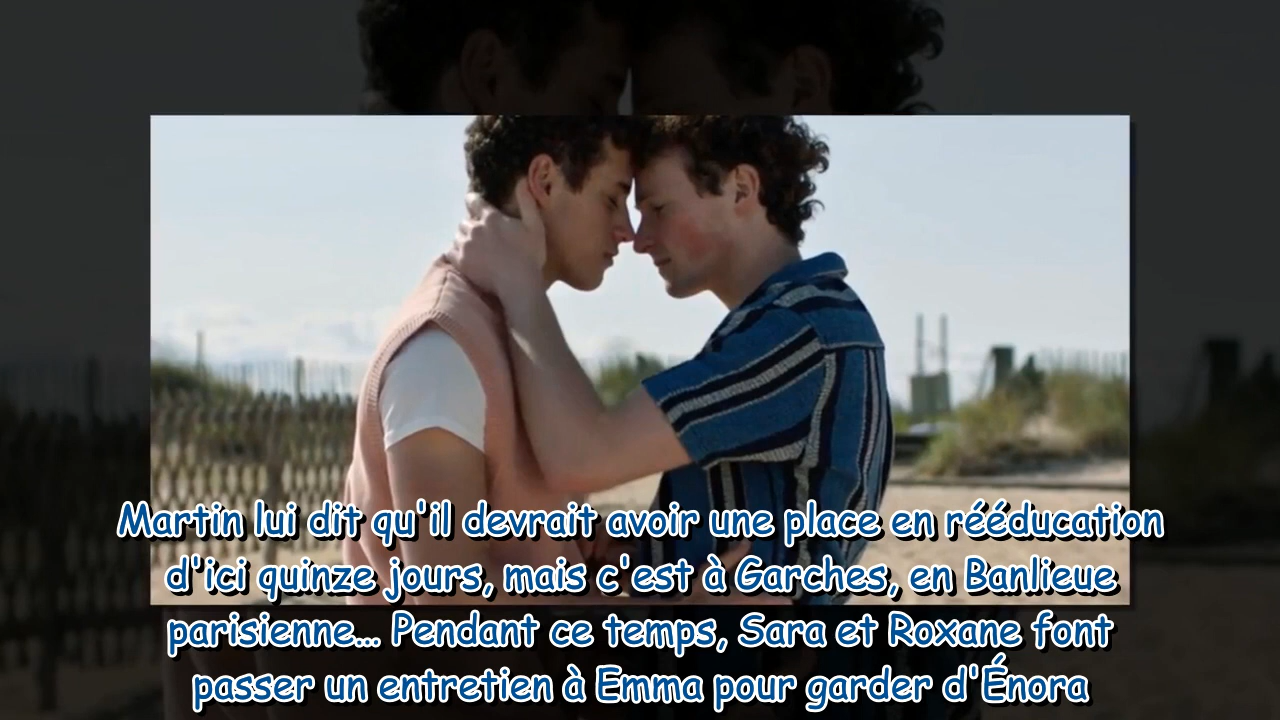 Martin lui dit qu'il devrait avoir une place en rééducation
d'ici quinze jours, mais c'est à Garches, en Banlieue
parisienne... Pendant ce temps, Sara et Roxane font
passer un entretien à Emma pour garder d'Énora